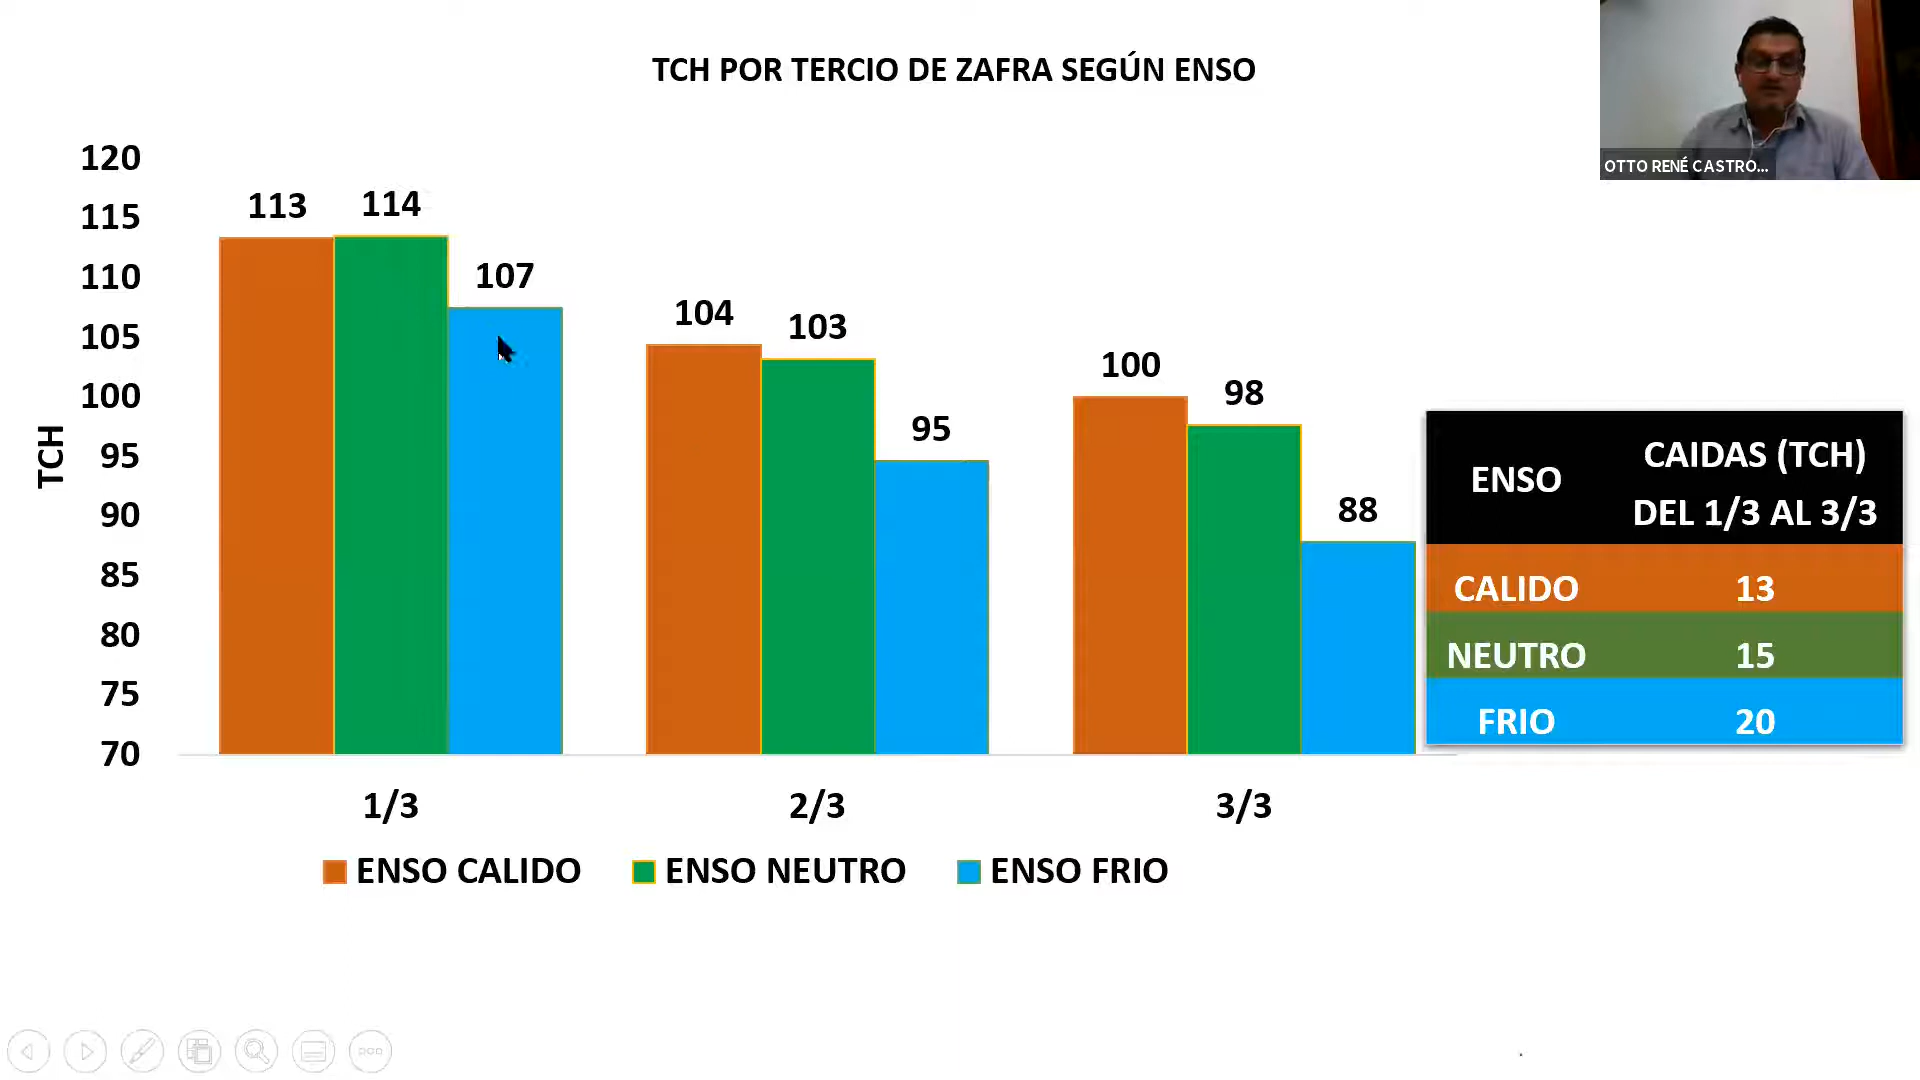 TCH POR TERCIO DE ZAFRA SEGÚN ENSO
OTTO RENÉ CASTRO...
120
115
110
105
100
95
90
85
80
75
70
TCH
113
114
107
104
103
95
100
98
88
1/3
2/3
3/3
ENSO CALIDO
ENSO NEUTRO
ENSO FRIO
ENSO
CAIDAS (TCH)
DEL 1/3 AL 3/3
CALIDO 13
NEUTRO 15
FRIO 20